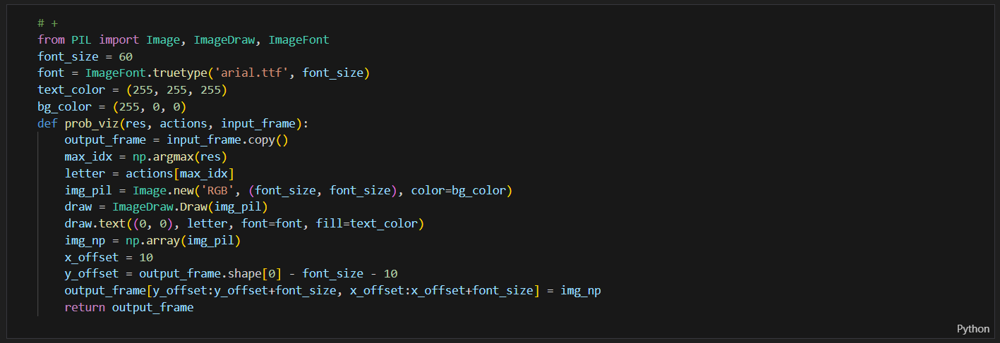 # +
from PIL import Image, ImageDraw, ImageFont
font_size = 60
font = ImageFont.truetype('arial.ttf', font_size)
text_color = (255, 255, 255)
bg_color = (255, 0, 0)
def prob_viz(res, actions, input_frame):
    output_frame = input_frame.copy()
    max_idx = np.argmax(res)
    letter = actions[max_idx]
    img_pil = Image.new('RGB', (font_size, font_size), color=bg_color)
    draw = ImageDraw.Draw(img_pil)
    draw.text((0, 0), letter, font=font, fill=text_color)
    img_np = np.array(img_pil)
    x_offset = 10
    y_offset = output_frame.shape[0] - font_size - 10
    output_frame[y_offset:y_offset+font_size, x_offset:x_offset+font_size] = img_np
    return output_frame
Python